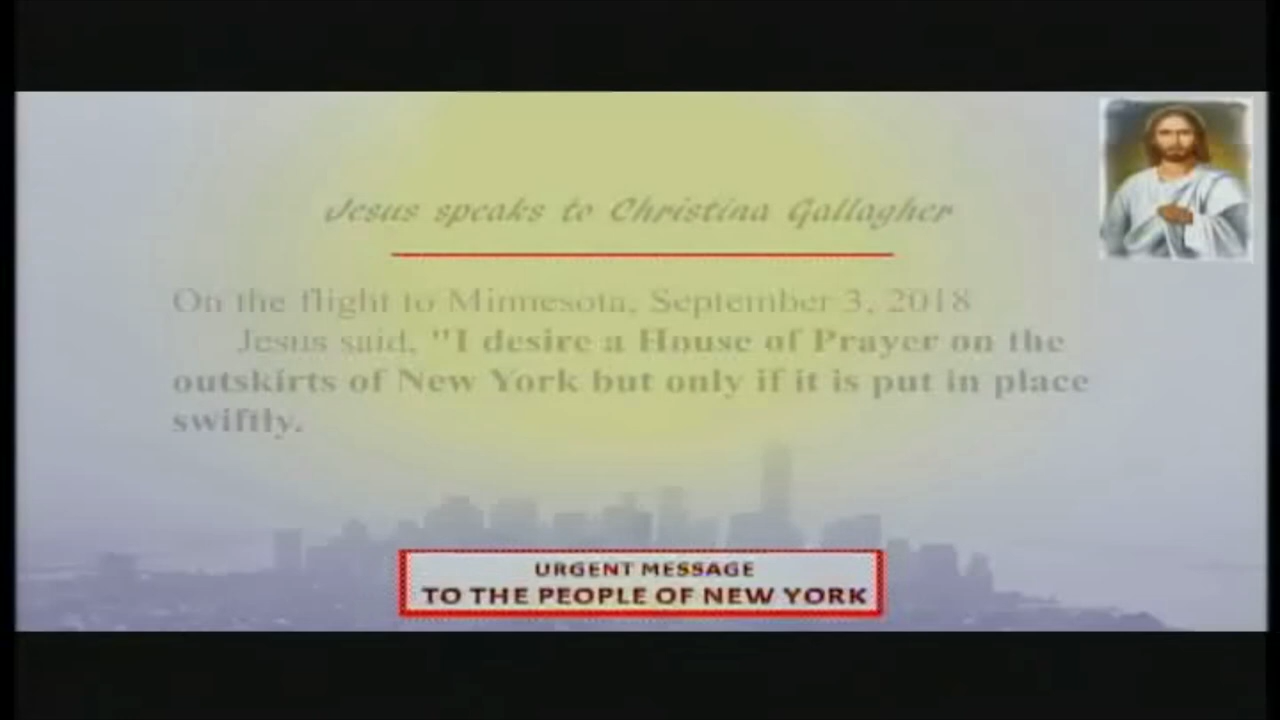 Jesus speaks to Christina Gallagher
On the flight to Minnesota, September 3, 2018
Jesus said, "I desire a House of Prayer on the
outskirts of New York but only if it is put in place
swiftly.
URGENT MESSAGE
TO THE PEOPLE OF NEW YORK